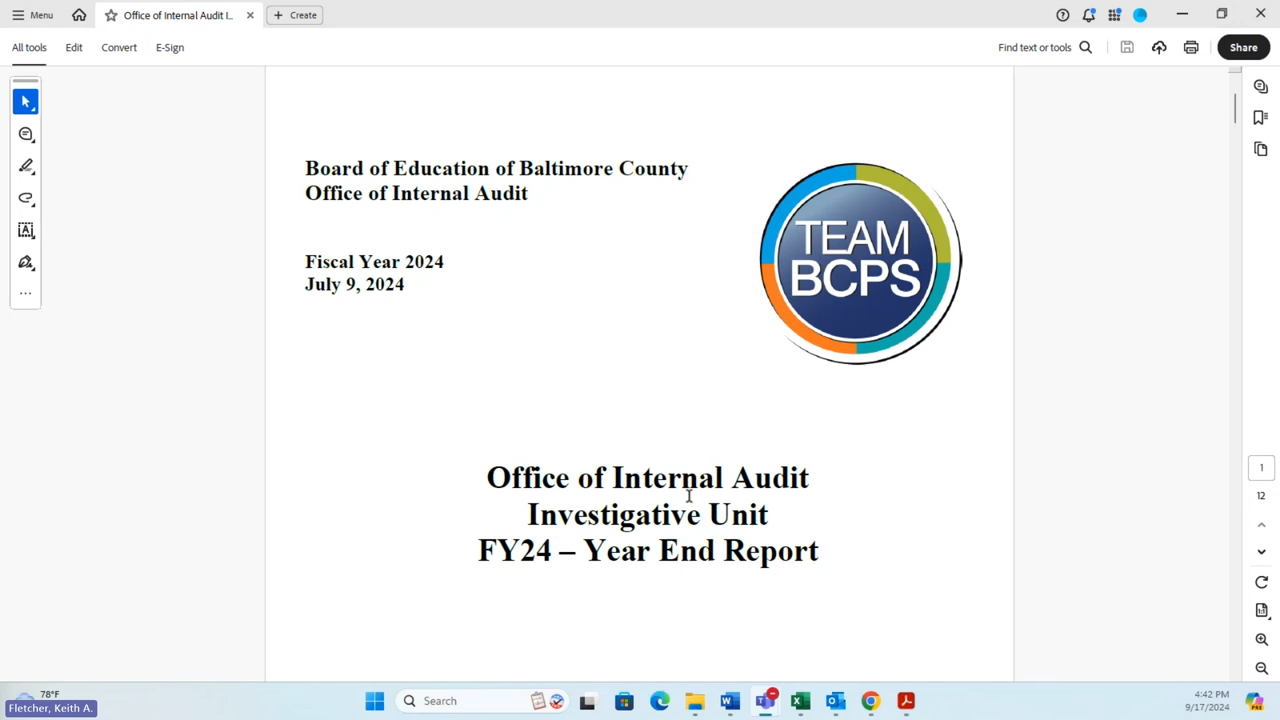 Menu
Office of Internal Audit I...
Create
All tools
Edit
Convert
E-Sign
Find text or tools
Share
Board of Education of Baltimore County
Office of Internal Audit
Fiscal Year 2024
July 9, 2024
TEAM
BCPS
Office of Internal Audit
Investigative Unit
FY24 – Year End Report
1
12
78°F
Fletcher, Keith A.
Search
4:42 PM
9/17/2024